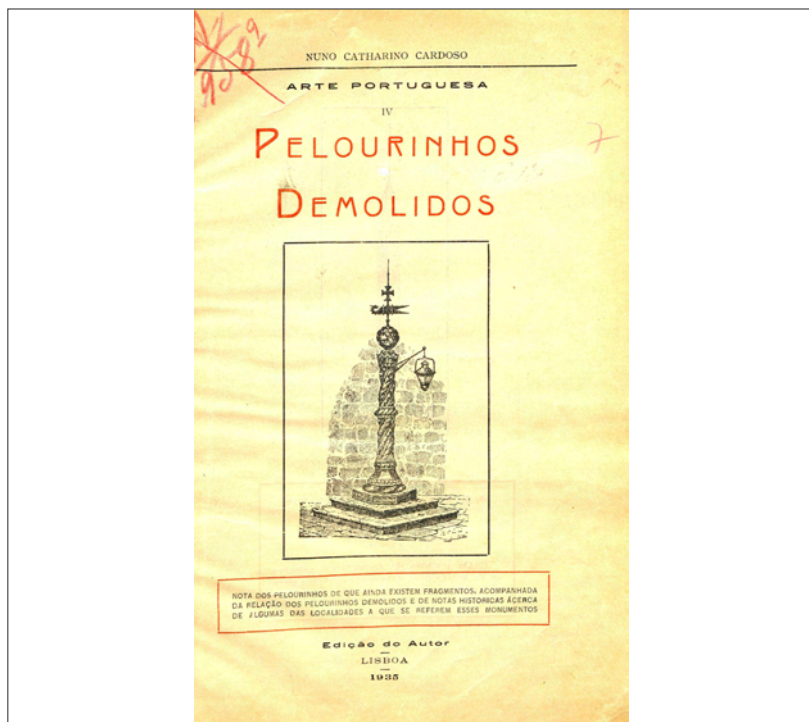 NUNO CATHARINO CARDOSO
ARTE PORTUGUESA
IV
PELOURINHOS
DEMOLIDOS
NOTA DOS PELOURINHOS DE QUE AINDA EXISTEM FRAGMENTOS, ACOMPANHADA
DA RELAÇÃO DOS PELOURINHOS DEMOLIDOS E DE NOTAS HISTORICAS ÁCERCA
DE ALGUMAS DAS LOCALIDADES A QUE SE REFEREM ESSES MONUMENTOS
Edição do Autor
LISBOA
1935